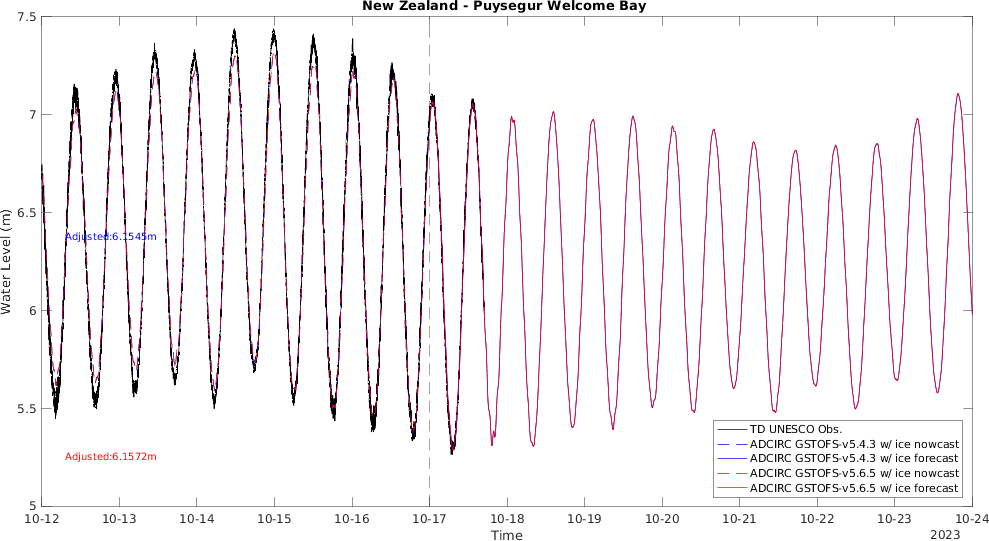 New Zealand - Puysegur Welcome Bay
7.5
7
6.5
6
5.5
5
Water Level (m)
Adjusted:6.1545m
Adjusted:6.1572m
TD UNESCO Obs.
ADCIRC GSTOFS-v5.4.3 w/ ice nowcast
ADCIRC GSTOFS-v5.4.3 w/ ice forecast
ADCIRC GSTOFS-v5.6.5 w/ ice nowcast
ADCIRC GSTOFS-v5.6.5 w/ ice forecast
10-12 10-13 10-14 10-15 10-16 10-17 10-18 10-19 10-20 10-21 10-22 10-23 10-24
Time
2023